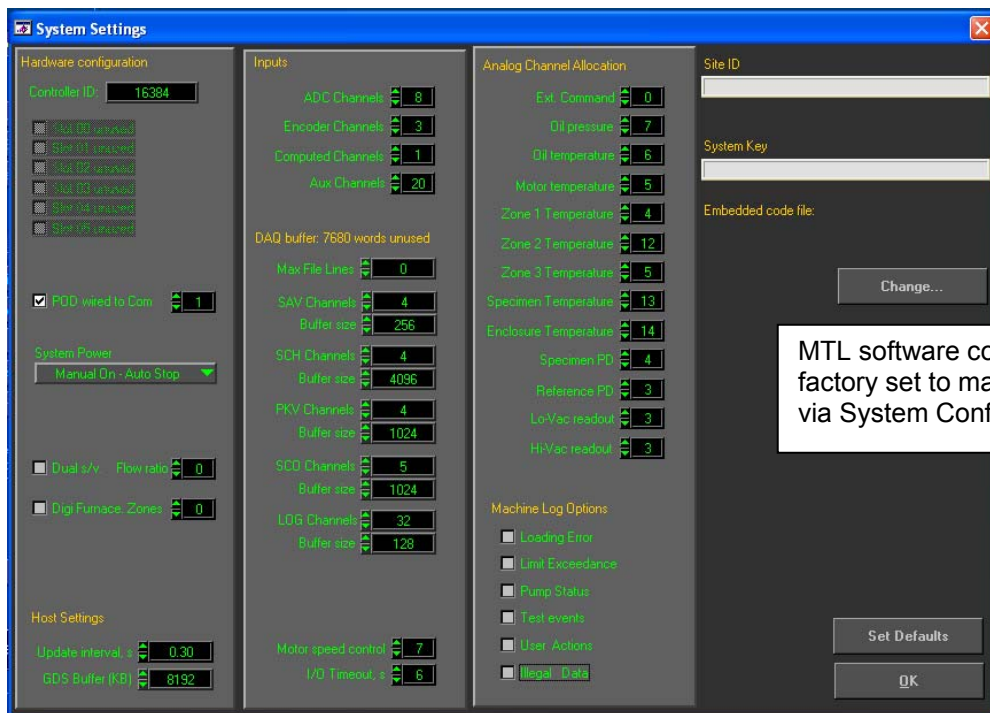 System Settings
Hardware configuration
Controller ID: 16384
Slot 00 unused
Slot 01 unused
Slot 02 unused
Slot 03 unused
Slot 04 unused
Slot 05 unused
POD wired to Com 1
System Power
Manual On - Auto Stop
Dual s/v Flow ratio 0
Digi Furnace. Zones 0
Host Settings
Update interval, s 0.30
GDS Buffer (KB) 8192
Inputs
ADC Channels 8
Encoder Channels 3
Computed Channels 1
Aux Channels 20
DAQ buffer: 7680 words unused
Max File Lines 0
SAV Channels 4
Buffer size 256
SCH Channels 4
Buffer size 4096
PKV Channels 4
Buffer size 1024
SCO Channels 5
Buffer size 1024
LOG Channels 32
Buffer size 128
Motor speed control 7
I/O Timeout, s 6
Analog Channel Allocation
Ext. Command 0
Oil pressure 7
Oil temperature 6
Motor temperature 5
Zone 1 Temperature 4
Zone 2 Temperature 12
Zone 3 Temperature 5
Specimen Temperature 13
Enclosure Temperature 14
Specimen PD 4
Reference PD 3
Lo-Vac readout 3
Hi-Vac readout 3
Machine Log Options
Loading Error
Limit Exceedance
Pump Status
Test events
User Actions
Illegal Data
Site ID
System Key
Embedded code file:
Change...
MTL software co
factory set to ma
via System Conf
Set Defaults
OK